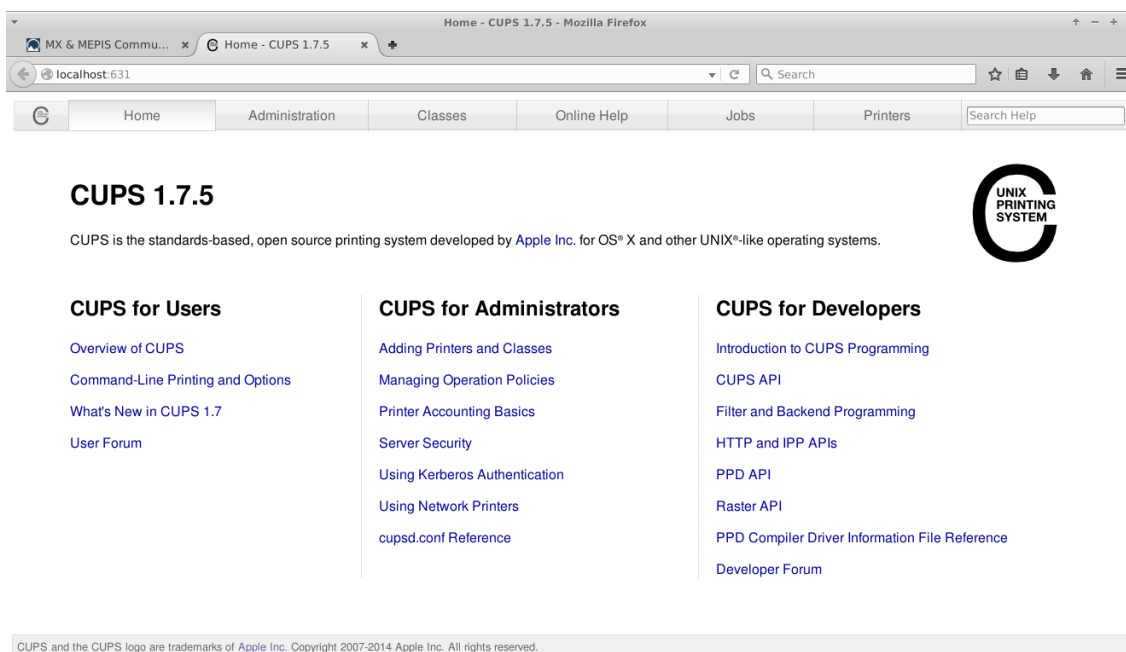 Home - CUPS 1.7.5 - Mozilla Firefox
MX & MEPIS Commu...
Home - CUPS 1.7.5
localhost:631
Search
Home
Administration
Classes
Online Help
Jobs
Printers
Search Help
CUPS 1.7.5
UNIX
PRINTING
SYSTEM
CUPS is the standards-based, open source printing system developed by Apple Inc. for OS® X and other UNIX®-like operating systems.
CUPS for Users
Overview of CUPS
Command-Line Printing and Options
What's New in CUPS 1.7
User Forum
CUPS for Administrators
Adding Printers and Classes
Managing Operation Policies
Printer Accounting Basics
Server Security
Using Kerberos Authentication
Using Network Printers
cupsd.conf Reference
CUPS for Developers
Introduction to CUPS Programming
CUPS API
Filter and Backend Programming
HTTP and IPP APIs
PPD API
Raster API
PPD Compiler Driver Information File Reference
Developer Forum
CUPS and the CUPS logo are trademarks of Apple Inc. Copyright 2007-2014 Apple Inc. All rights reserved.